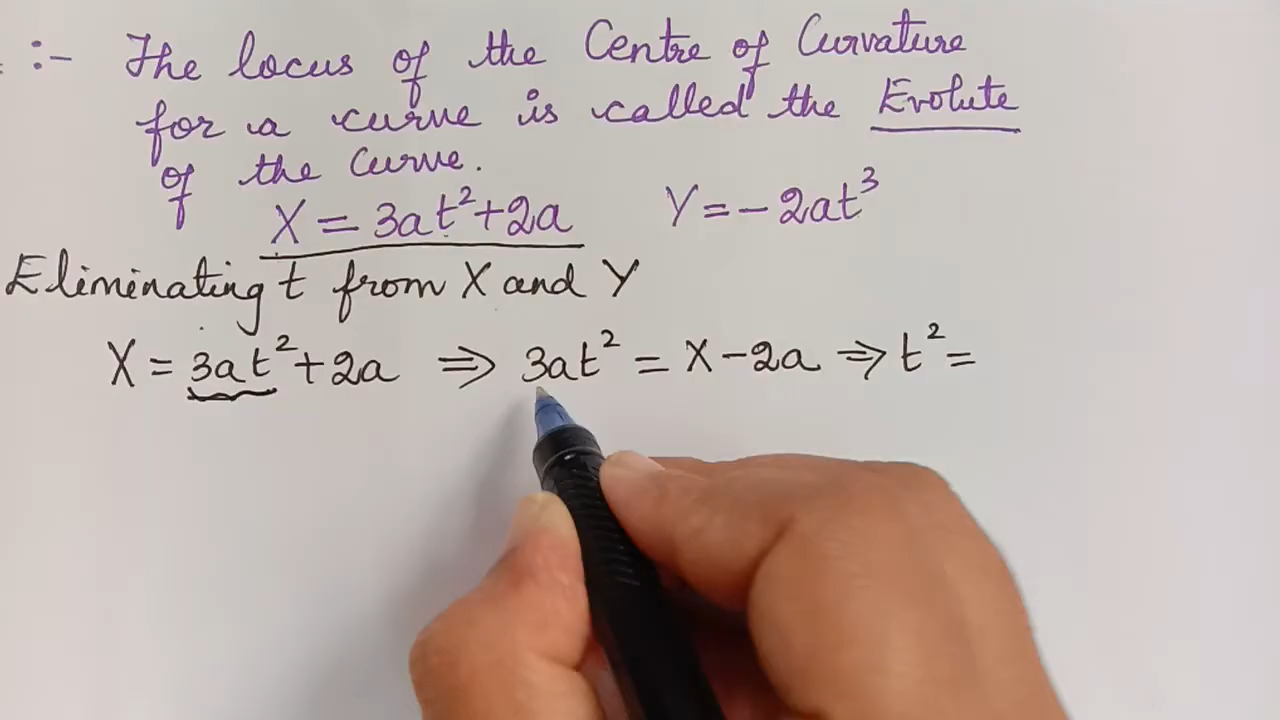 :- The locus of the Centre of Curvature
for a curve is called the Evolute
of the curve.
X = 3at²+2a Y = -2at³
Eliminating t from X and Y
X = 3at²+2a ⇒ 3at² = X-2a ⇒ t² =